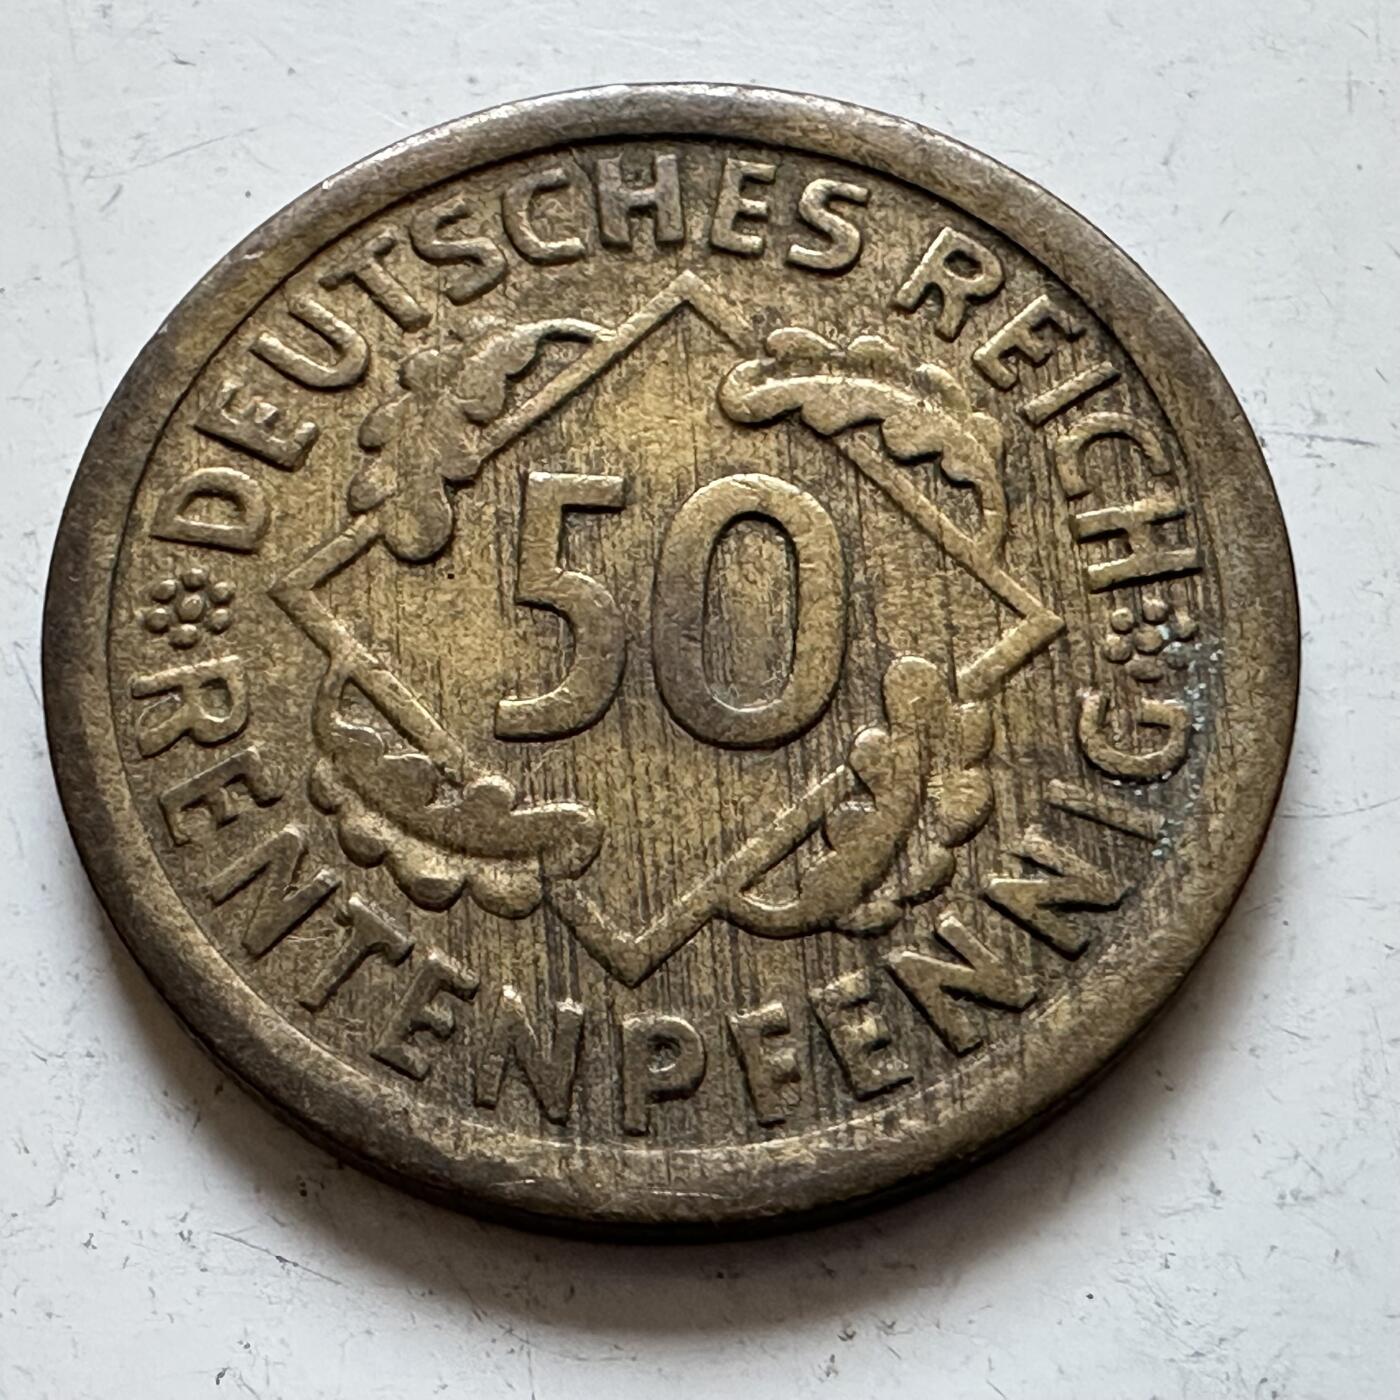 DEUTSCHES REICH
50
RENTENPFENNIG